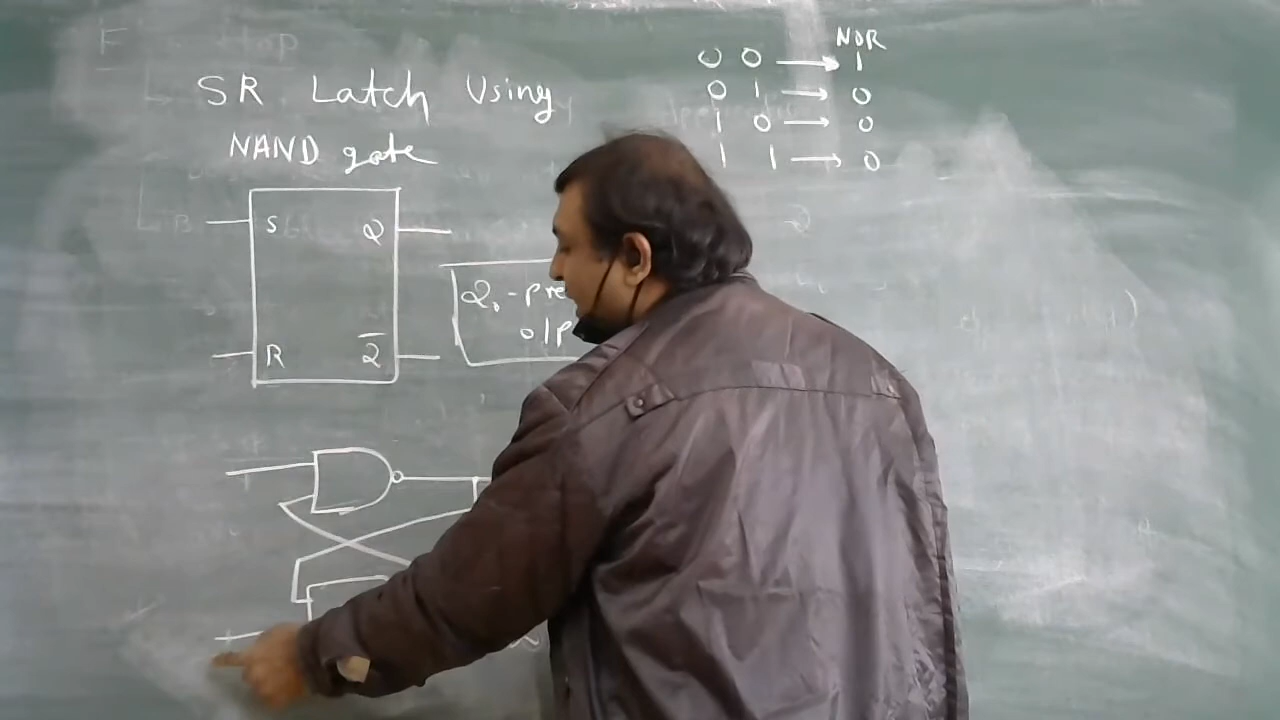 SR Latch Using
NAND gate
NOR
0 0 → 1
0 1 → 0
1 0 → 0
1 1 → 0
S Q
R Q̅
Q₀ - pre
o/p